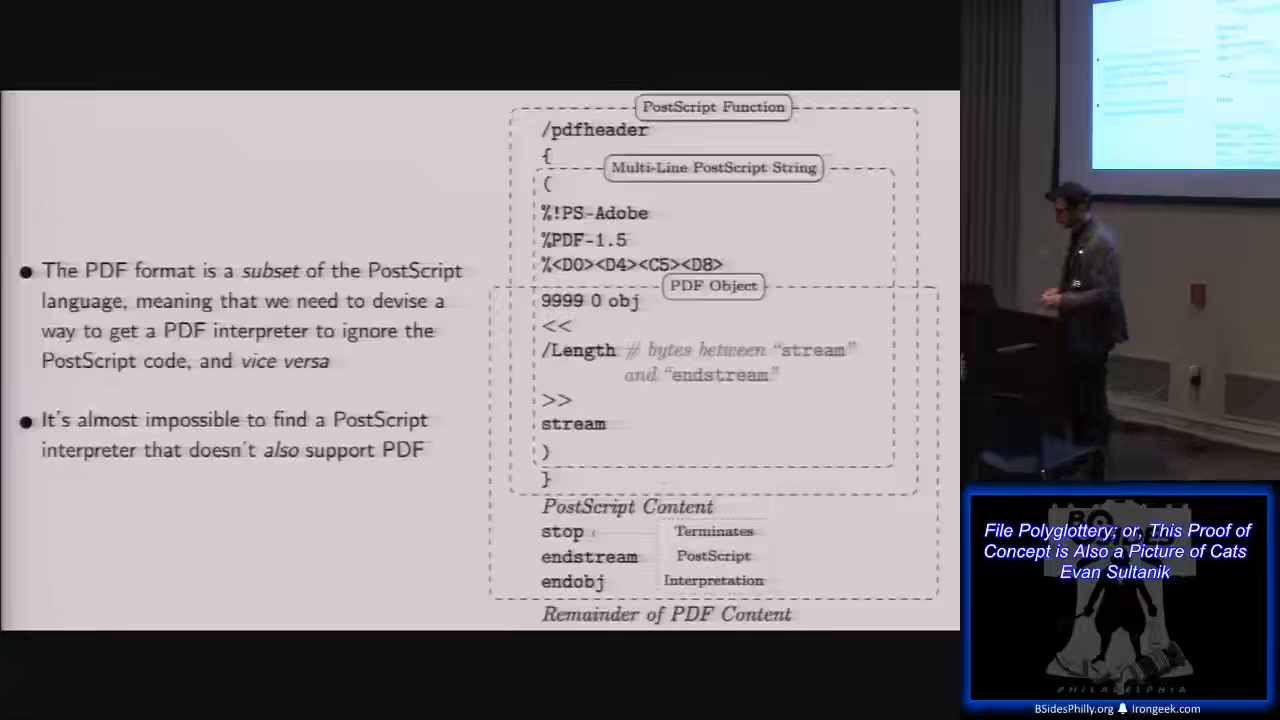 The PDF format is a subset of the PostScript
language, meaning that we need to devise a
way to get a PDF interpreter to ignore the
PostScript code, and vice versa
It's almost impossible to find a PostScript
interpreter that doesn't also support PDF
PostScript Function
/pdfheader
{
Multi-Line PostScript String
(
%!PS-Adobe
%PDF-1.5
%<D0><D4><C5><D8>
PDF Object
9999 0 obj
<<
/Length # bytes between "stream"
and "endstream"
>>
stream
)
}
PostScript Content
stop
Terminates
endstream
PostScript
endobj
Interpretation
Remainder of PDF Content
File Polyglottery; or, This Proof of
Concept is Also a Picture of Cats
Evan Sultanik
PHILADELPHIA
BSidesPhilly.org Irongeek.com